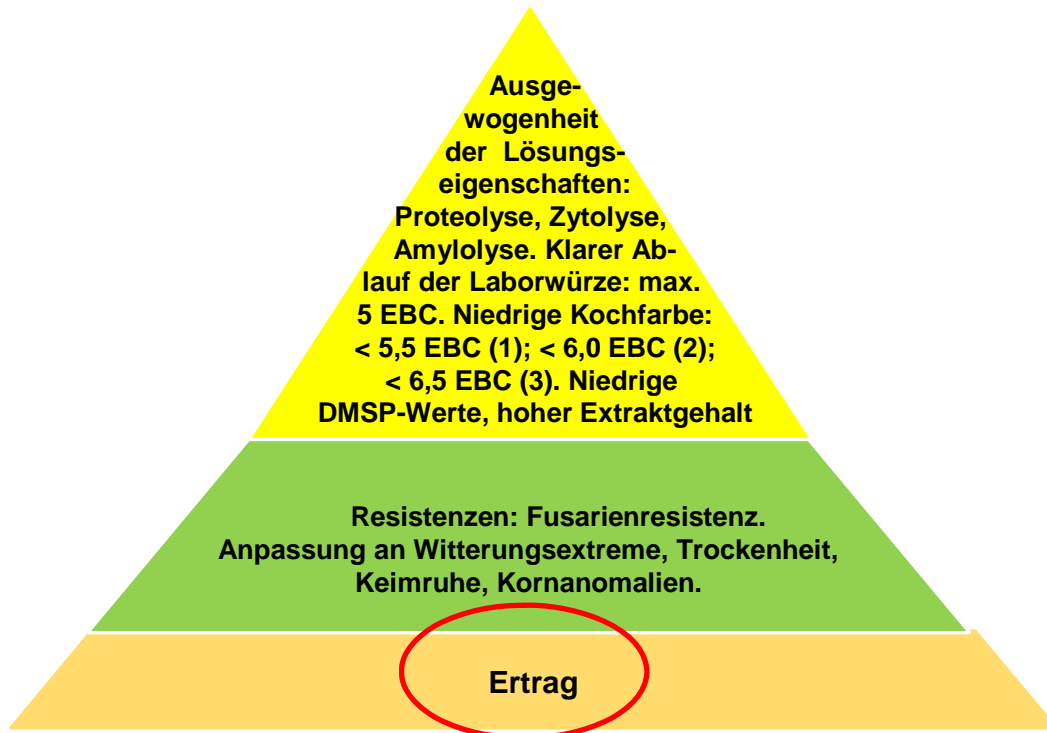 Ausge-
wogenheit
der Lösungs-
eigenschaften:
Proteolyse, Zytolyse,
Amylolyse. Klarer Ab-
lauf der Laborwürze: max.
5 EBC. Niedrige Kochfarbe:
< 5,5 EBC (1); < 6,0 EBC (2);
< 6,5 EBC (3). Niedrige
DMSP-Werte, hoher Extraktgehalt
Resistenzen: Fusarienresistenz.
Anpassung an Witterungsextreme, Trockenheit,
Keimruhe, Kornanomalien.
Ertrag